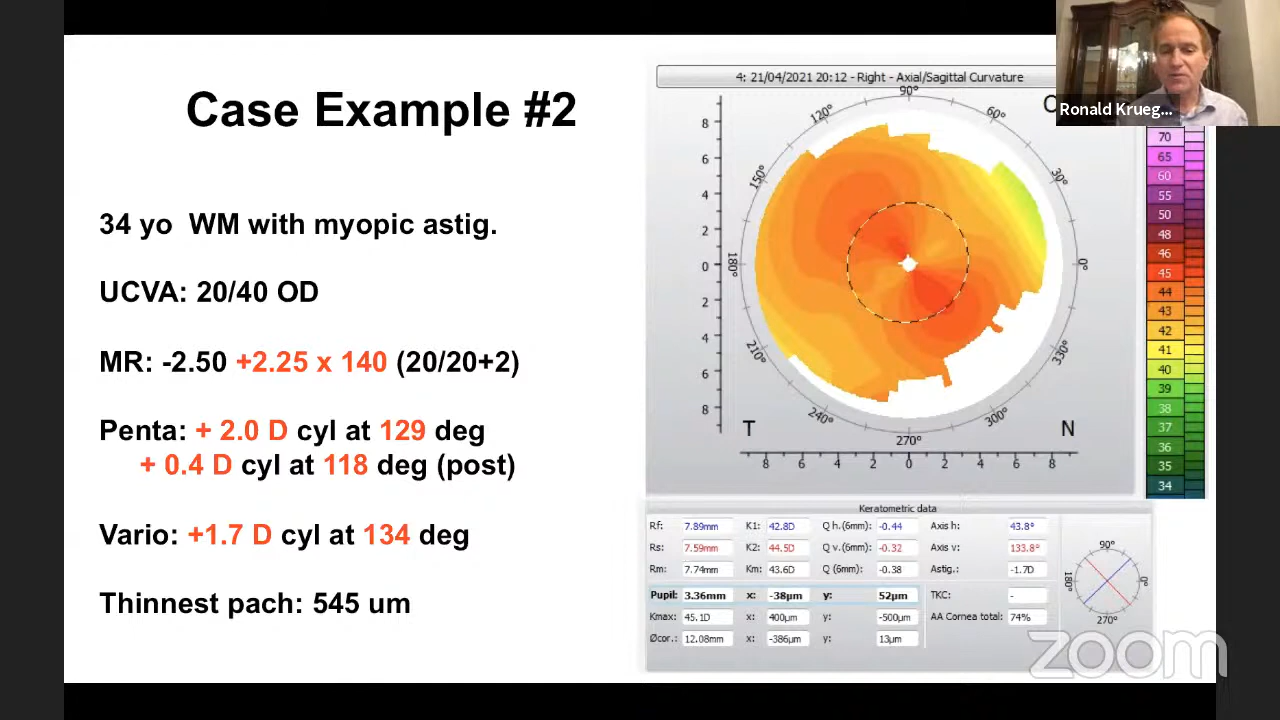 Case Example #2
34 yo WM with myopic astig.
UCVA: 20/40 OD
MR: -2.50 +2.25 x 140 (20/20+2)
Penta: + 2.0 D cyl at 129 deg
+ 0.4 D cyl at 118 deg (post)
Vario: +1.7 D cyl at 134 deg
Thinnest pach: 545 um
4: 21/04/2021 20:12 - Right - Axial/Sagittal Curvature
Ronald Krueg...
90°
120° 60°
150° 30°
180° 0°
210° 330°
240° 300°
270°
8
6
4
2
0
2
4
6
8
T N
8 6 4 2 0 2 4 6 8
70
65
60
55
50
48
46
45
44
43
42
41
40
39
38
37
36
35
34
Keratometric data
Rf: 7.89mm K1: 42.8D Q h.(6mm): -0.44 Axis h: 43.8°
Rs: 7.59mm K2: 44.5D Q v.(6mm): -0.32 Axis v: 133.8°
Rm: 7.74mm Km: 43.6D Q (6mm): -0.38 Astig.: -1.7D
Pupil: 3.36mm x: -38µm y: 52µm TKC: -
Kmax: 45.1D x: 400µm y: -500µm AA Cornea total: 74%
Øcor.: 12.08mm x: -386µm y: 13µm
90°
180° 0°
270°
zoom